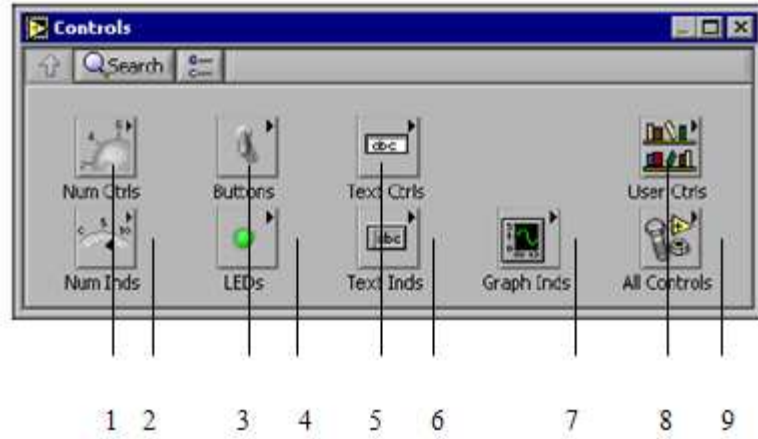 Controls
Search
Num Ctrls Buttons Text Ctrls User Ctrls
Num Inds LEDs Text Inds Graph Inds All Controls
1 2 3 4 5 6 7 8 9